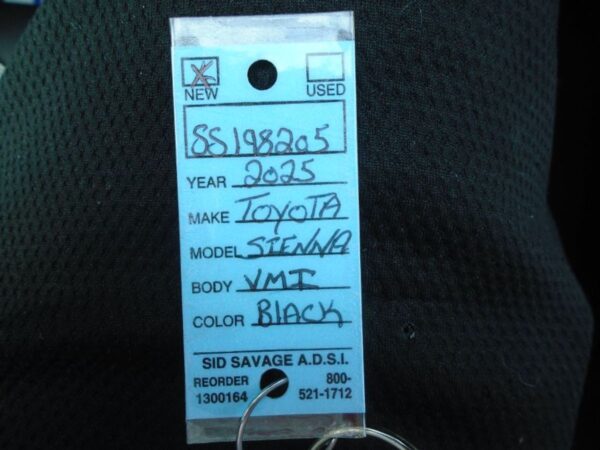 X
NEW USED
SS198205
YEAR 2025
MAKE TOYOTA
MODEL SIENNA
BODY VMI
COLOR BlACK
SID SAVAGE A.D.S.I.
REORDER 800-
1300164 521-1712